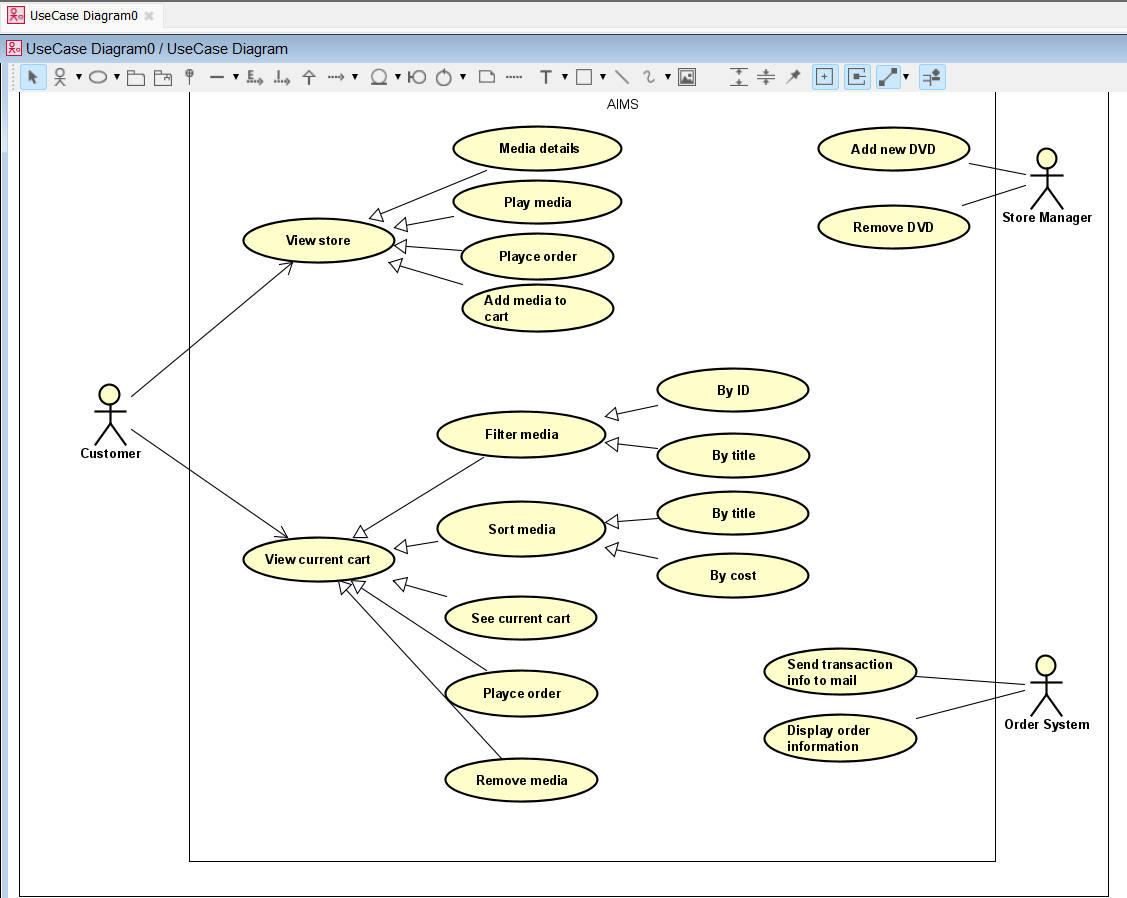 UseCase Diagram0
UseCase Diagram0 / UseCase Diagram
AIMS
Media details
Add new DVD
Play media
Store Manager
Remove DVD
View store
Playce order
Add media to
cart
By ID
Filter media
Customer
By title
By title
Sort media
View current cart
By cost
See current cart
Send transaction
info to mail
Playce order
Order System
Display order
information
Remove media